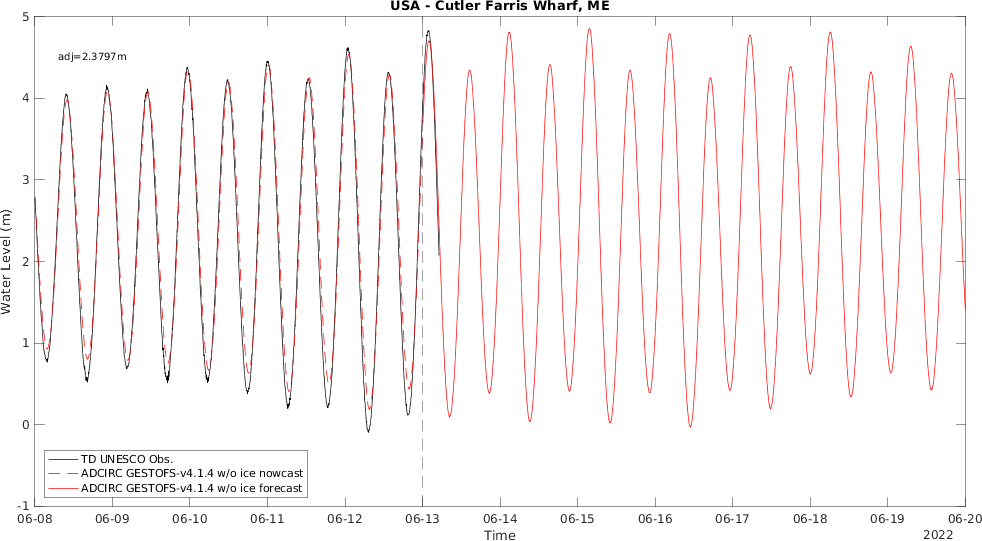 USA - Cutler Farris Wharf, ME
adj=2.3797m
5
4
3
2
1
0
-1
Water Level (m)
TD UNESCO Obs.
ADCIRC GESTOFS-v4.1.4 w/o ice nowcast
ADCIRC GESTOFS-v4.1.4 w/o ice forecast
06-08 06-09 06-10 06-11 06-12 06-13 06-14 06-15 06-16 06-17 06-18 06-19 06-20
Time
2022